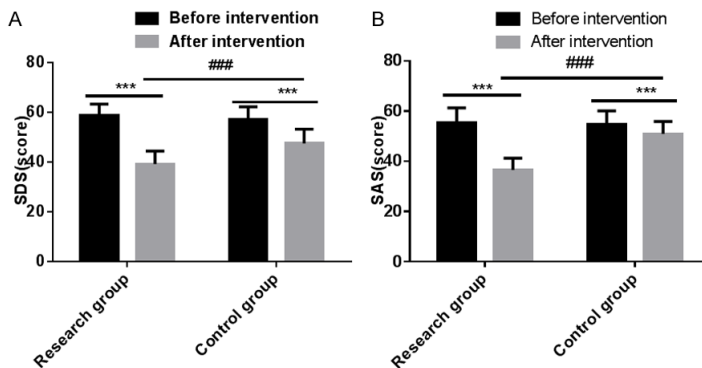 A
Before intervention
After intervention
SDS(score)
80
60
40
20
0
***
###
***
Research group
Control group
B
Before intervention
After intervention
SAS(score)
80
60
40
20
0
***
###
***
Research group
Control group